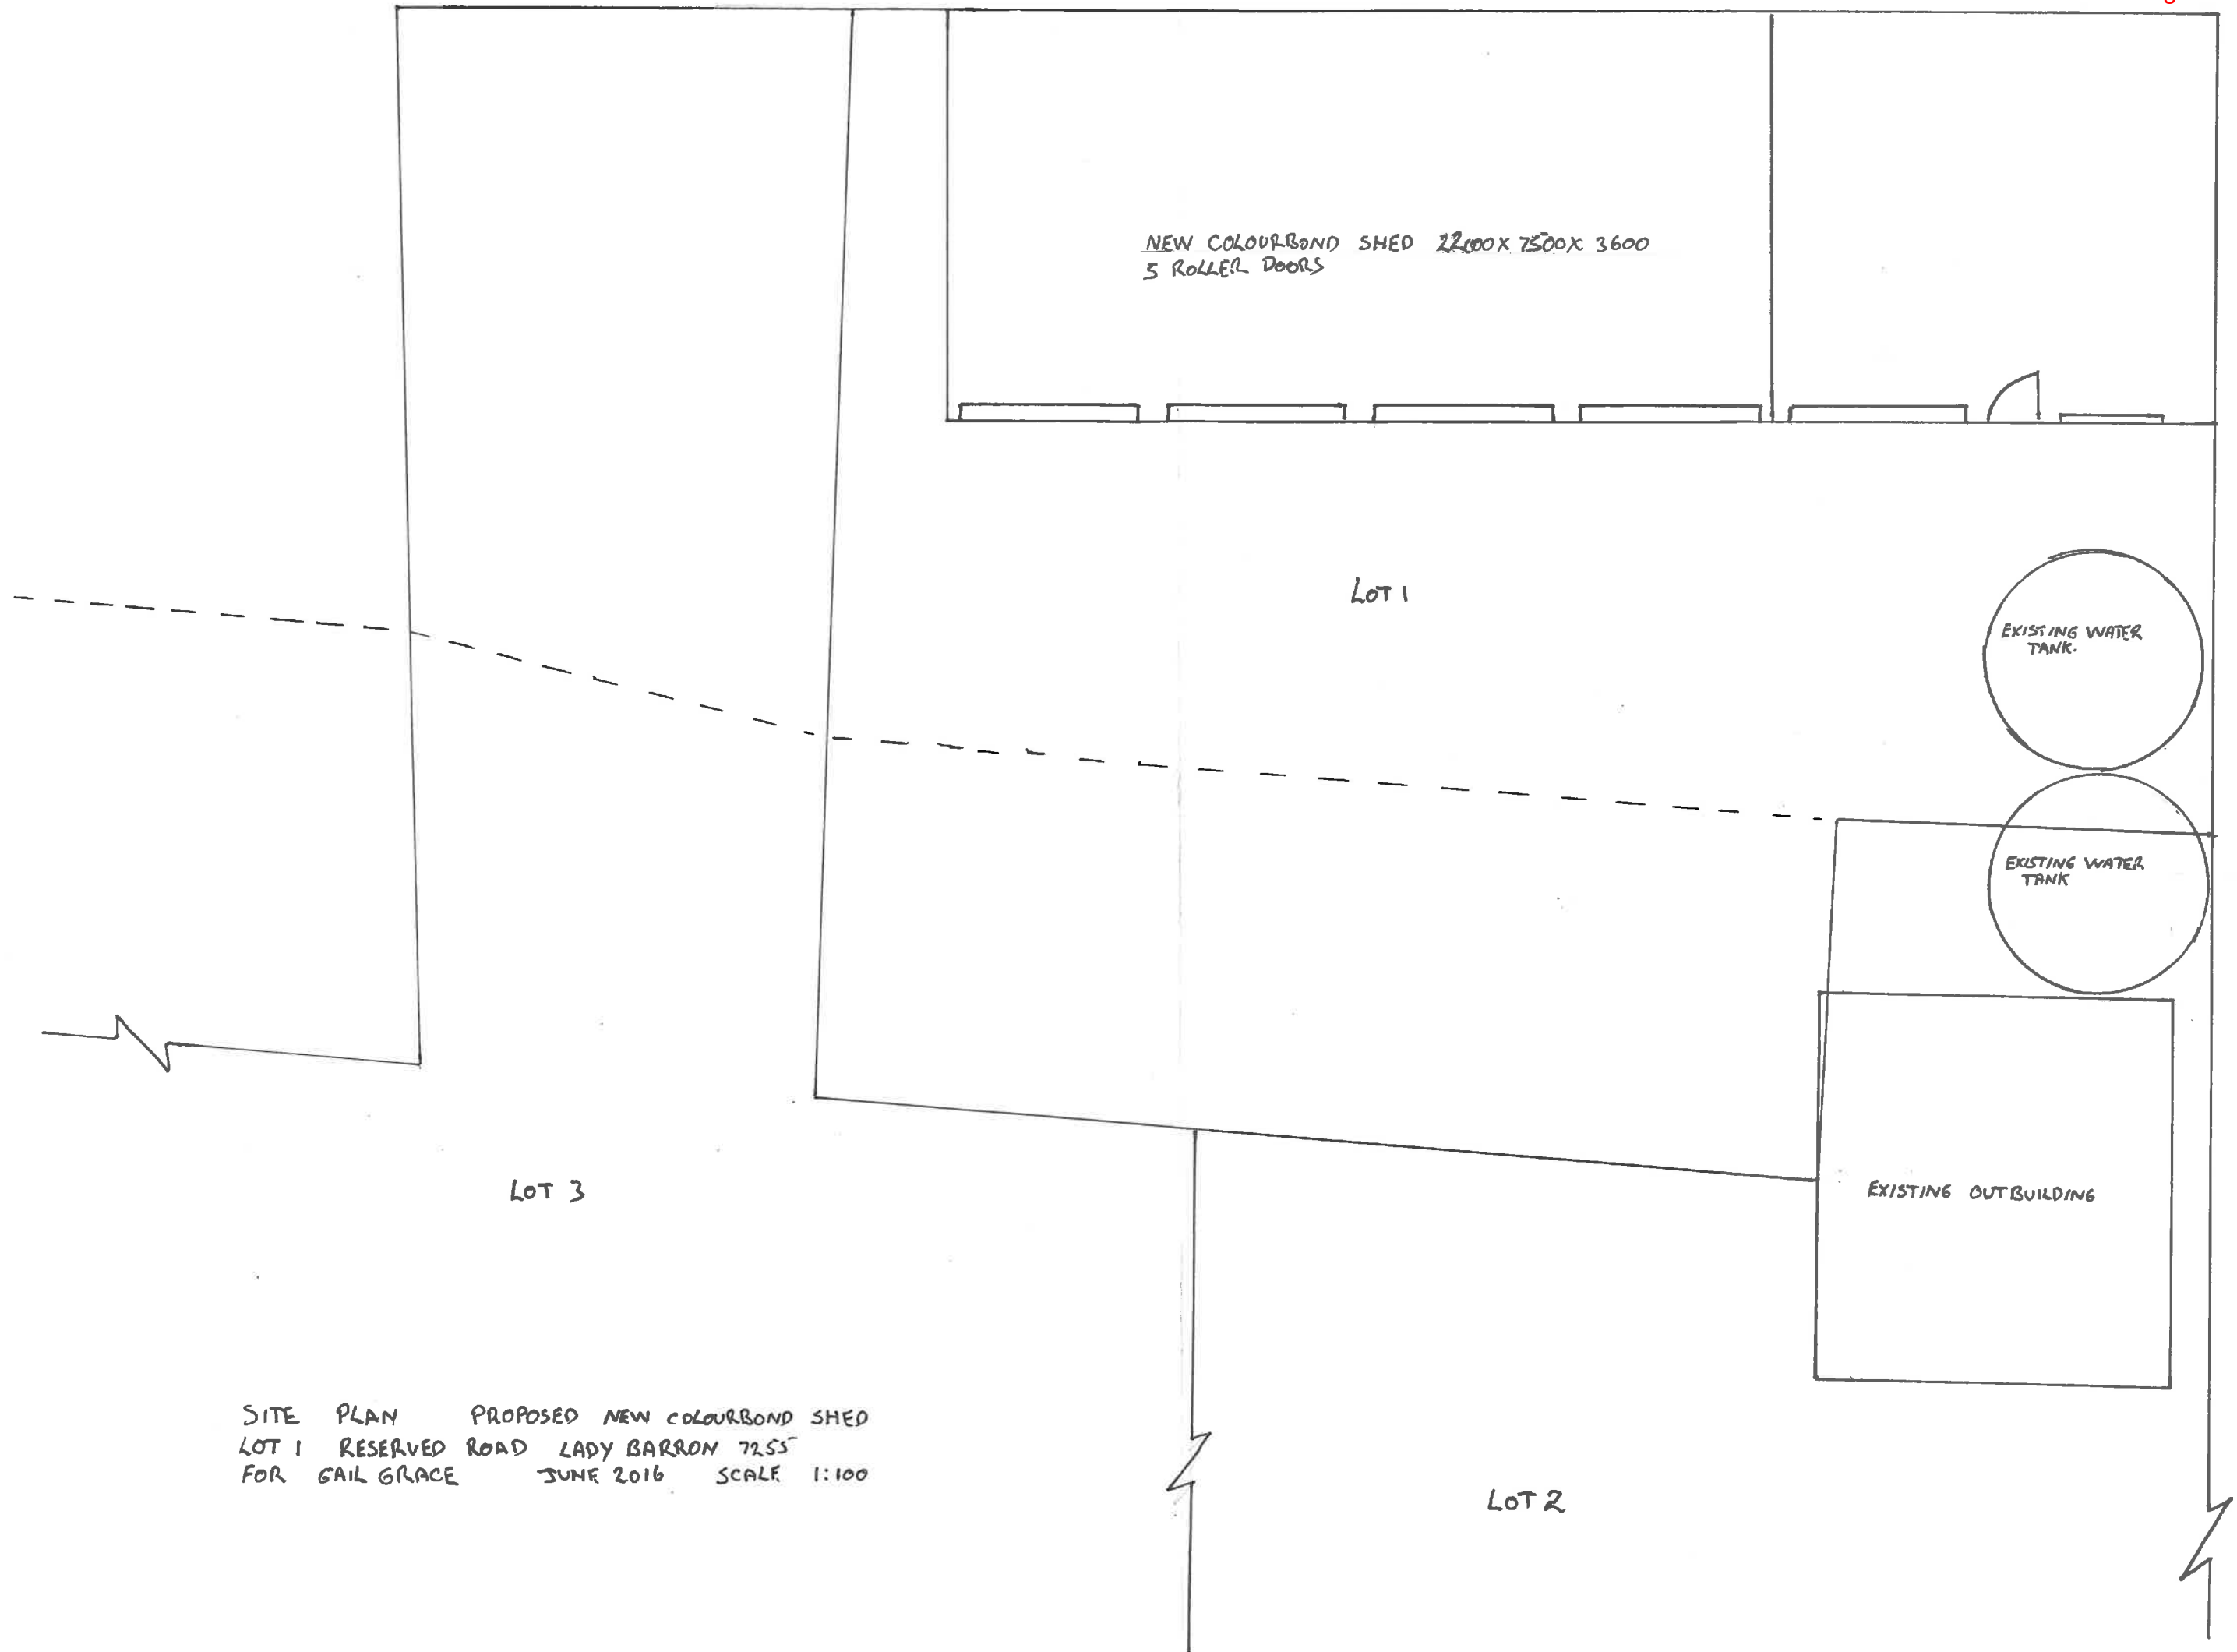 NEW COLOURBOND SHED 22000 X 7500 X 3600
5 ROLLER DOORS
LOT 1
EXISTING WATER
TANK.
EXISTING WATER
TANK
EXISTING OUTBUILDING
LOT 3
SITE PLAN PROPOSED NEW COLOURBOND SHED
LOT 1 RESERVED ROAD LADY BARRON 7255
FOR GAIL GRACE JUNE 2016 SCALE 1:100
LOT 2